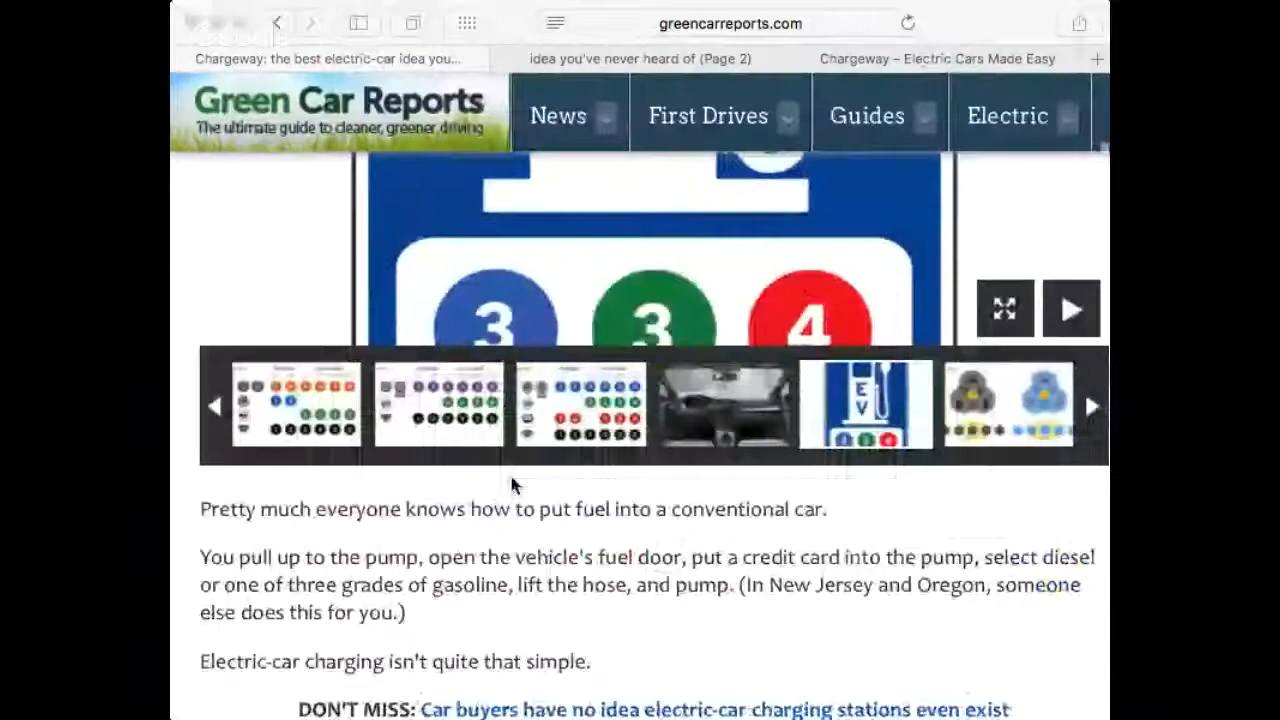 greencarreports.com
Chargeway: the best electric-car idea you...
idea you've never heard of (Page 2)
Chargeway – Electric Cars Made Easy
Green Car Reports
The ultimate guide to cleaner, greener driving
News
First Drives
Guides
Electric
3 3 4
EV
Pretty much everyone knows how to put fuel into a conventional car.
You pull up to the pump, open the vehicle's fuel door, put a credit card into the pump, select diesel
or one of three grades of gasoline, lift the hose, and pump. (In New Jersey and Oregon, someone
else does this for you.)
Electric-car charging isn't quite that simple.
DON'T MISS: Car buyers have no idea electric-car charging stations even exist